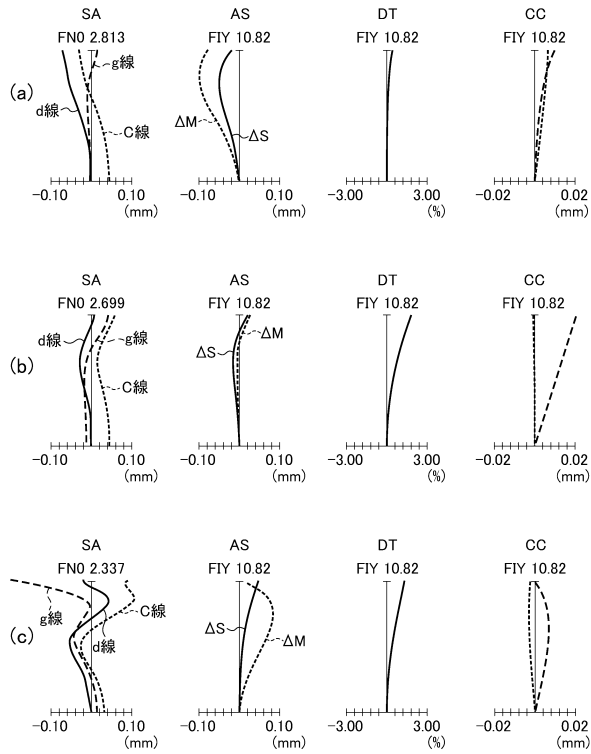 SA AS DT CC
FNO 2.813 FIY 10.82 FIY 10.82 FIY 10.82
(a)
g線
d線
C線
ΔM
ΔS
-0.10 0.10 -0.10 0.10 -3.00 3.00 -0.02 0.02
(mm) (mm) (%) (mm)
SA AS DT CC
FNO 2.699 FIY 10.82 FIY 10.82 FIY 10.82
(b)
d線
g線
C線
ΔS
ΔM
-0.10 0.10 -0.10 0.10 -3.00 3.00 -0.02 0.02
(mm) (mm) (%) (mm)
SA AS DT CC
FNO 2.337 FIY 10.82 FIY 10.82 FIY 10.82
(c)
g線
C線
d線
ΔS
ΔM
-0.10 0.10 -0.10 0.10 -3.00 3.00 -0.02 0.02
(mm) (mm) (%) (mm)